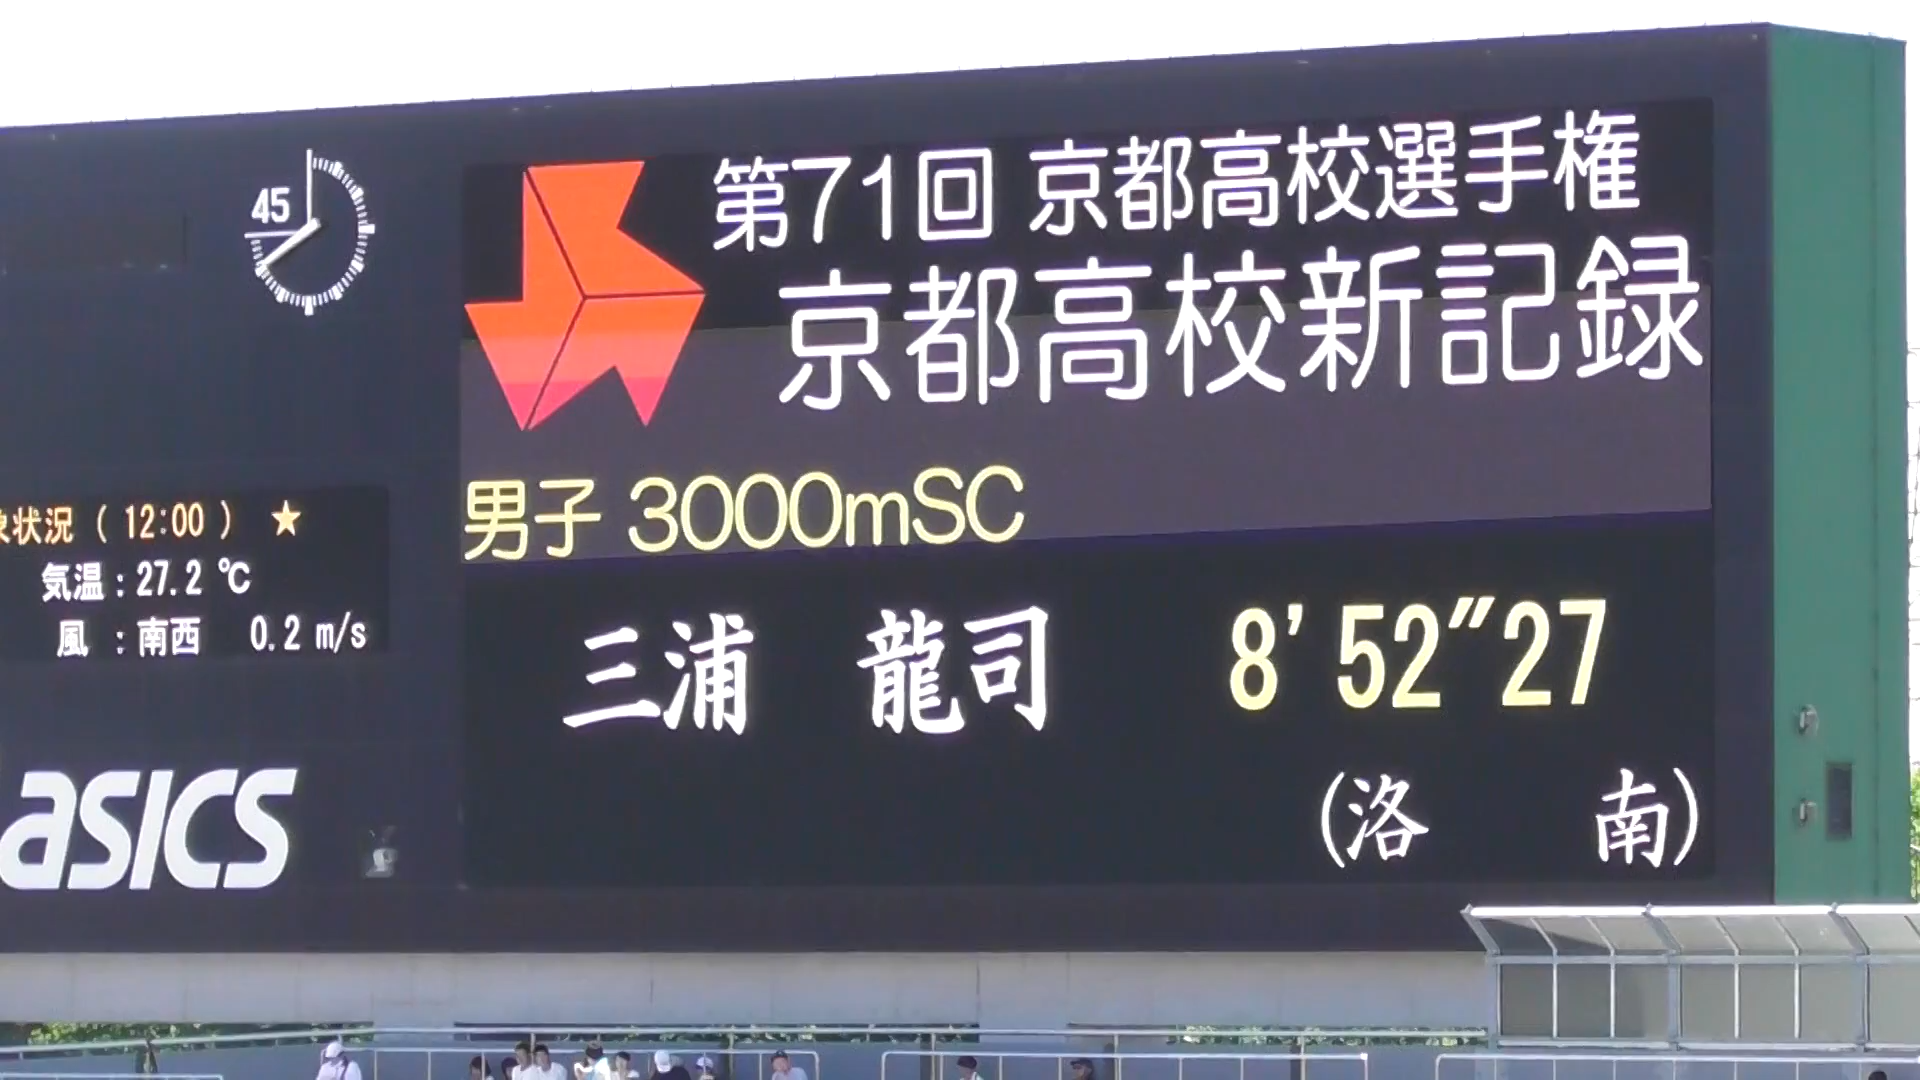 45
第71回 京都高校選手権
京都高校新記録
男子 3000mSC
三浦 龍司 8' 52"27
(洛 南)
象状況 ( 12:00 ) ★
気温 : 27.2 ℃
風 : 南西 0.2 m/s
asics